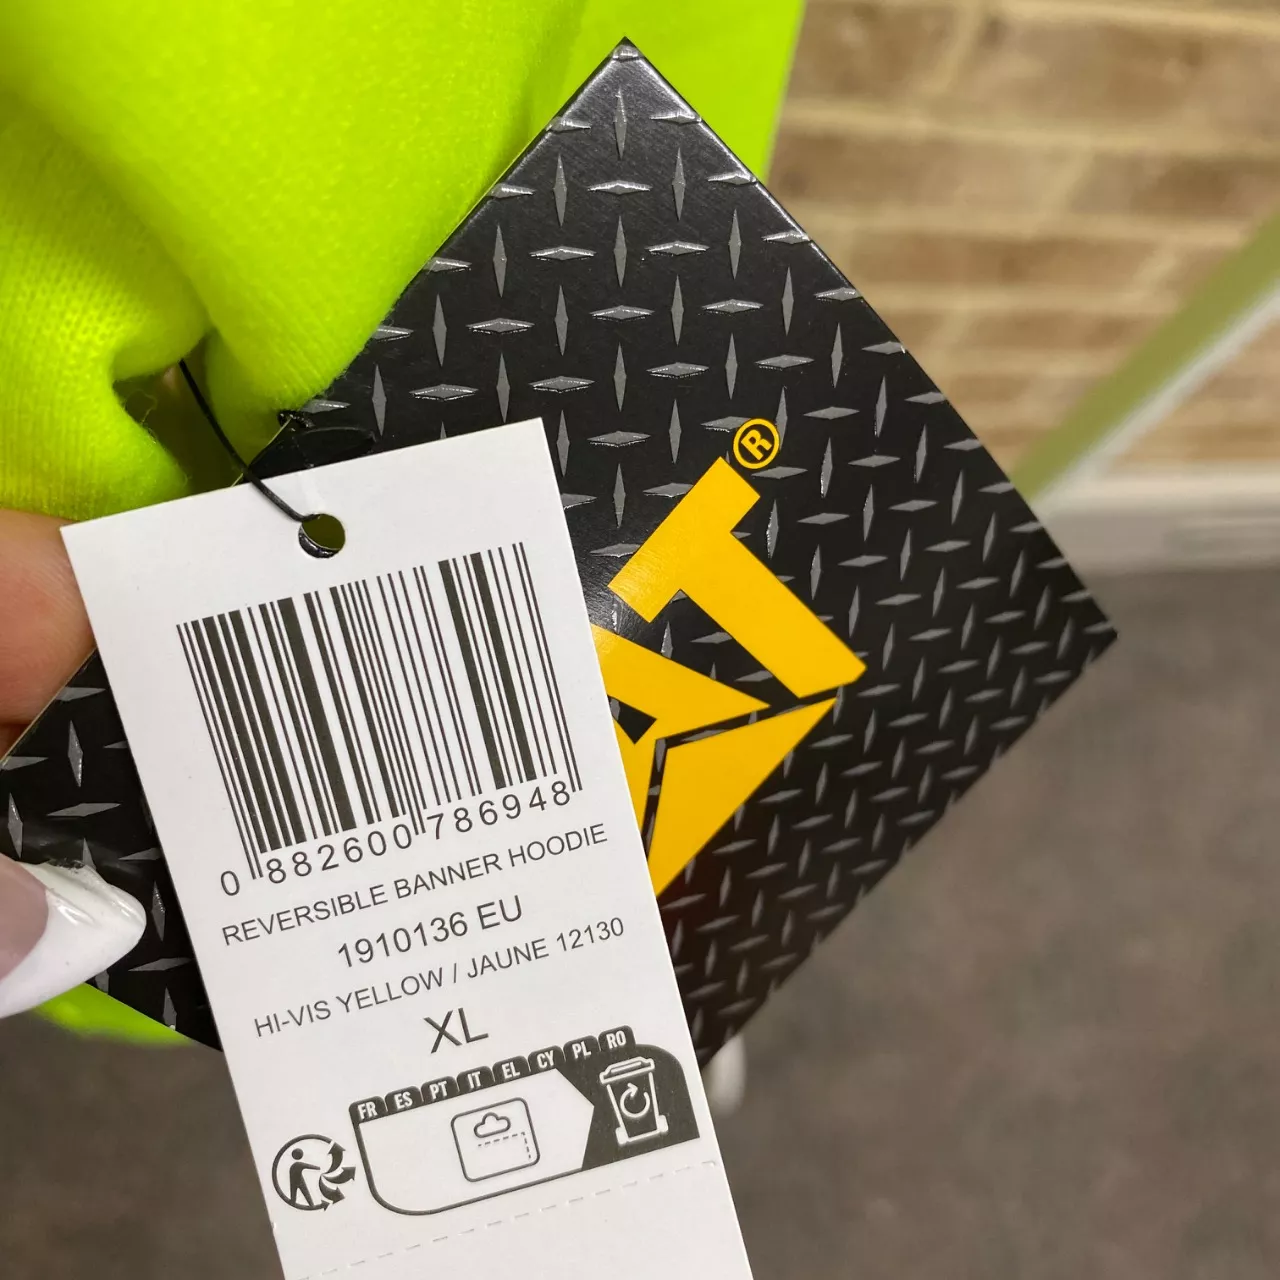 ®
AT
0 882600 786948
REVERSIBLE BANNER HOODIE
1910136 EU
HI-VIS YELLOW / JAUNE 12130
XL
FR ES PT IT EL CY PL RO